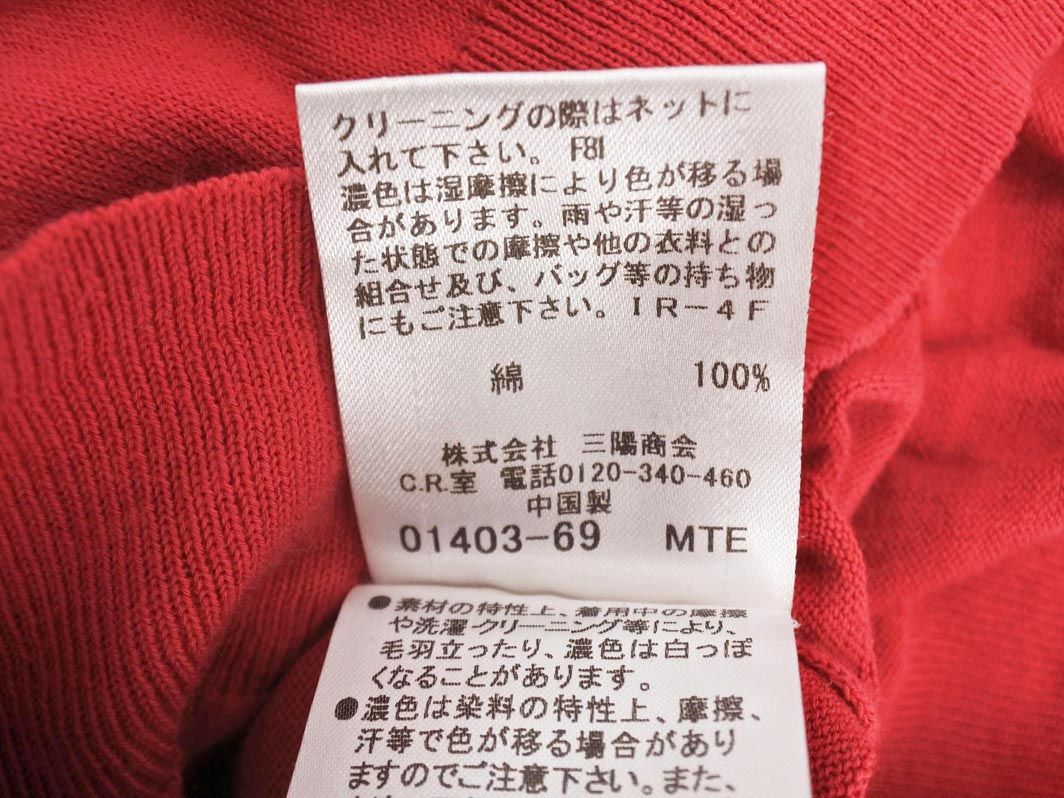 クリーニングの際はネットに
入れて下さい。 F81
濃色は湿摩擦により色が移る場
合があります。雨や汗等の湿っ
た状態での摩擦や他の衣料との
組合せ及び、バッグ等の持ち物
にもご注意下さい。IR-4F
綿 100%
株式会社 三陽商会
C.R.室 電話0120-340-460
中国製
01403-69 MTE
●素材の特性上、着用中の摩擦
や洗濯・クリーニング等により、
毛羽立ったり、濃色は白っぽ
くなることがあります。
●濃色は染料の特性上、摩擦、
汗等で色が移る場合があり
ますのでご注意下さい。また、